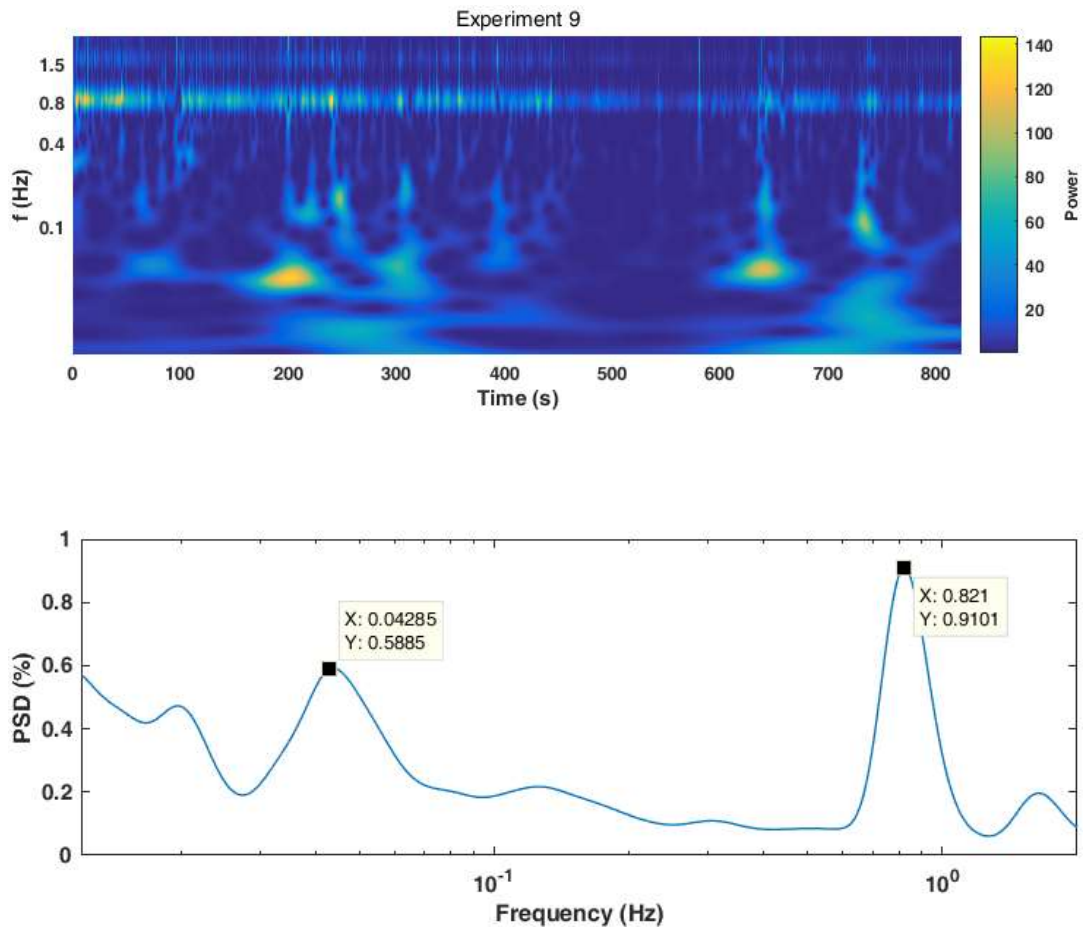 Experiment 9
1.5
0.8
0.4
0.1
f (Hz)
0 100 200 300 400 500 600 700 800
Time (s)
140
120
100
80
60
40
20
Power
1
0.8
0.6
0.4
0.2
0
PSD (%)
X: 0.04285
Y: 0.5885
X: 0.821
Y: 0.9101
10-1 100
Frequency (Hz)